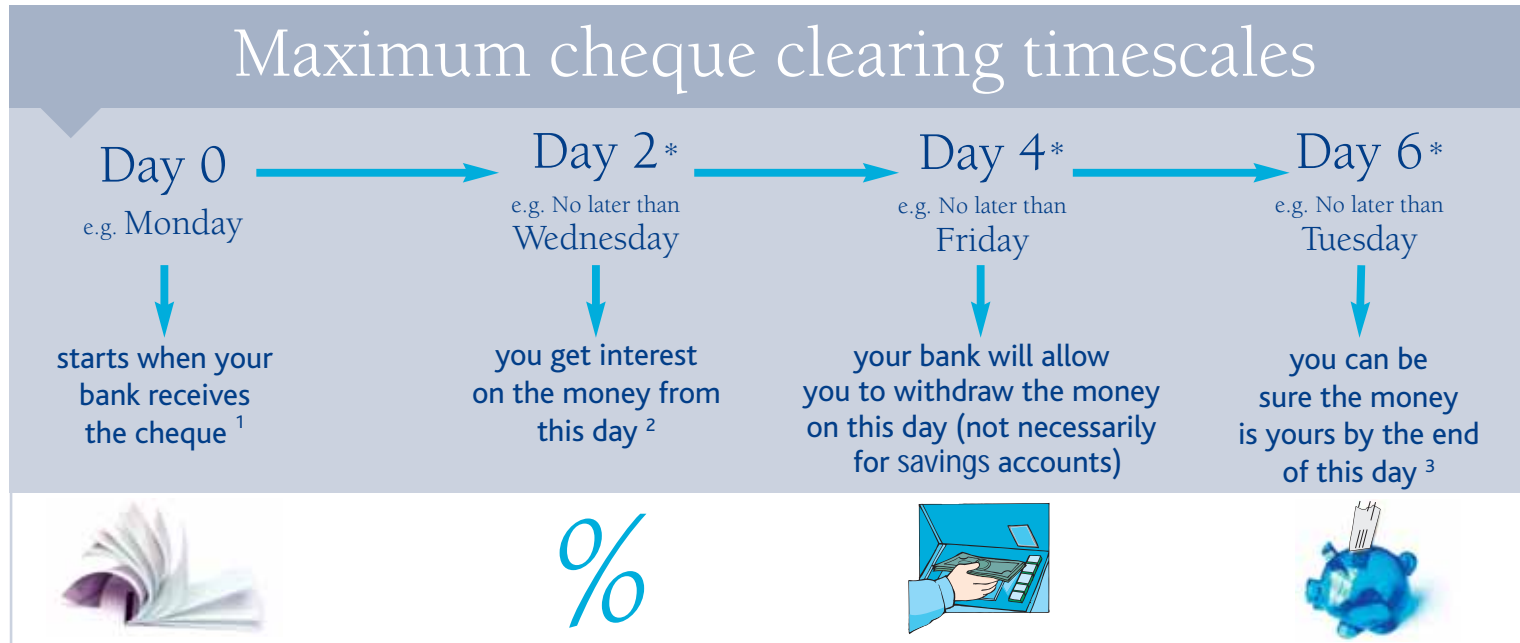 Maximum cheque clearing timescales
Day 0
e.g. Monday
starts when your
bank receives
the cheque 1
Day 2*
e.g. No later than
Wednesday
you get interest
on the money from
this day 2
Day 4*
e.g. No later than
Friday
your bank will allow
you to withdraw the money
on this day (not necessarily
for savings accounts)
Day 6*
e.g. No later than
Tuesday
you can be
sure the money
is yours by the end
of this day 3
%